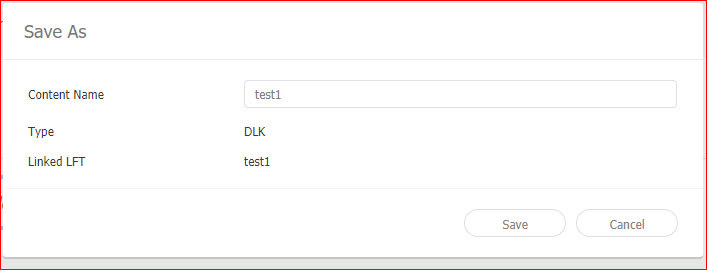 Save As
Content Name test1
Type DLK
Linked LFT test1
Save Cancel